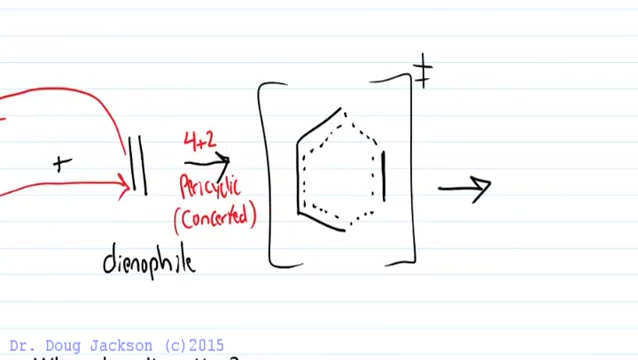 4+2
+
Pericyclic
(Concerted)
‡
dienophile
Dr. Doug Jackson (c)2015